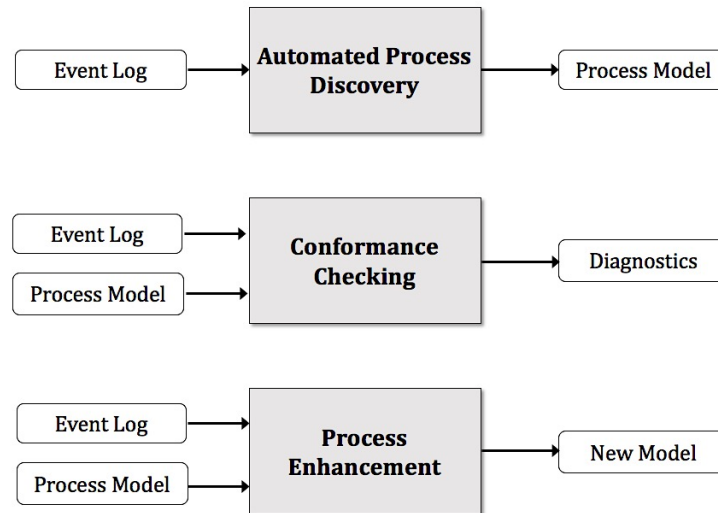 Event Log
Automated Process
Discovery
Process Model
Event Log
Process Model
Conformance
Checking
Diagnostics
Event Log
Process Model
Process
Enhancement
New Model